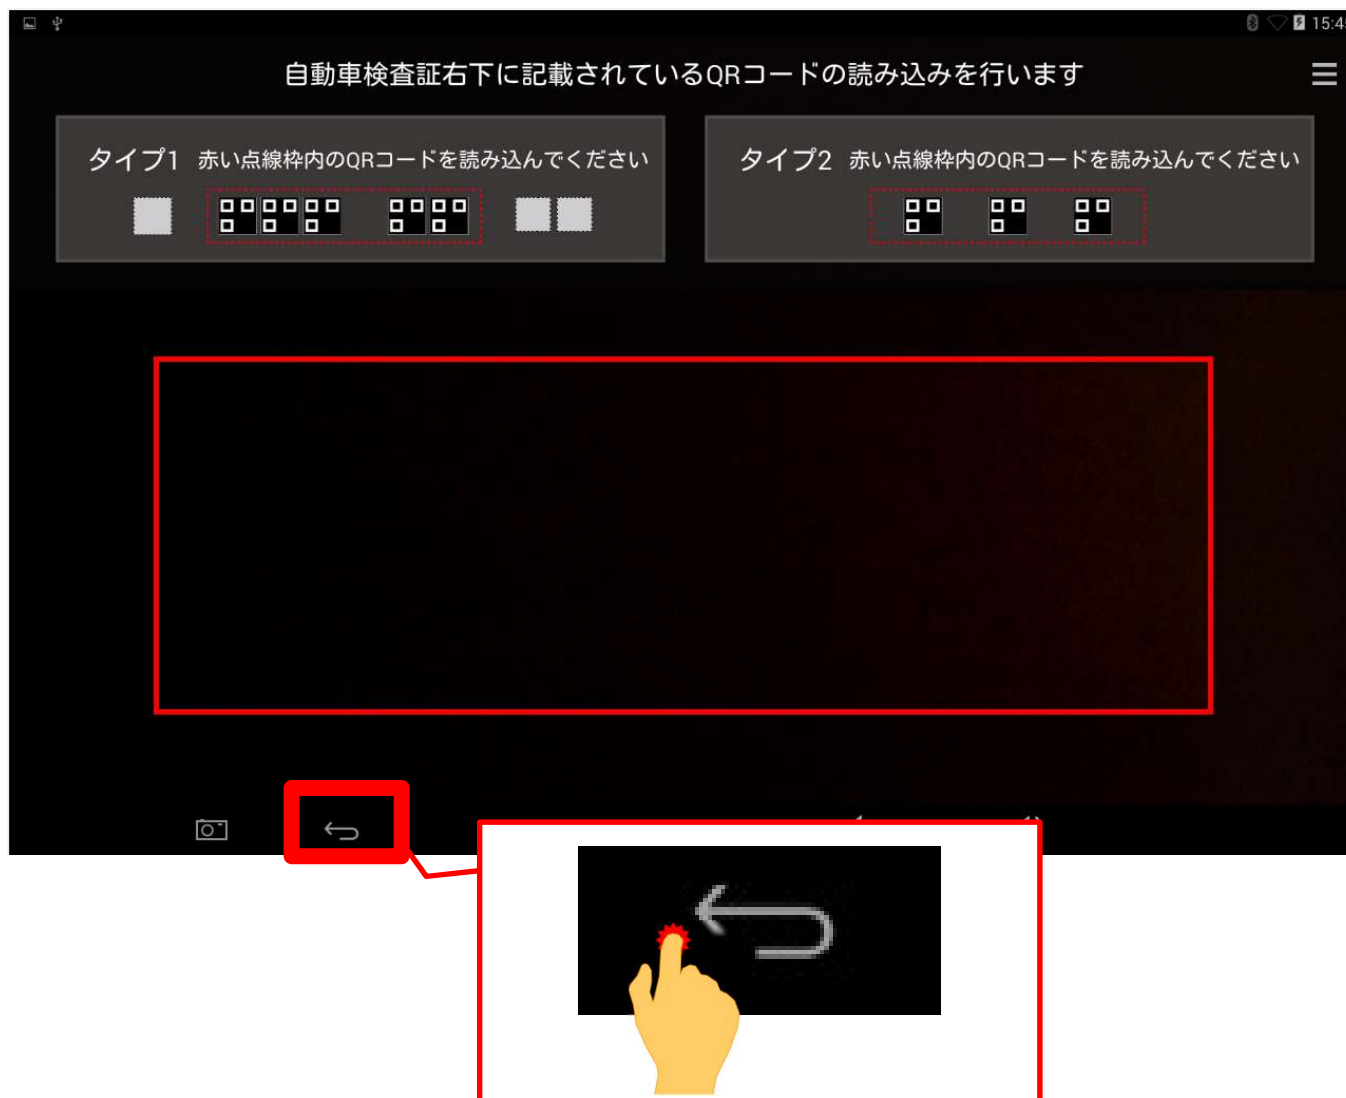 15:45
自動車検査証右下に記載されているQRコードの読み込みを行います
タイプ1 赤い点線枠内のQRコードを読み込んでください
タイプ2 赤い点線枠内のQRコードを読み込んでください